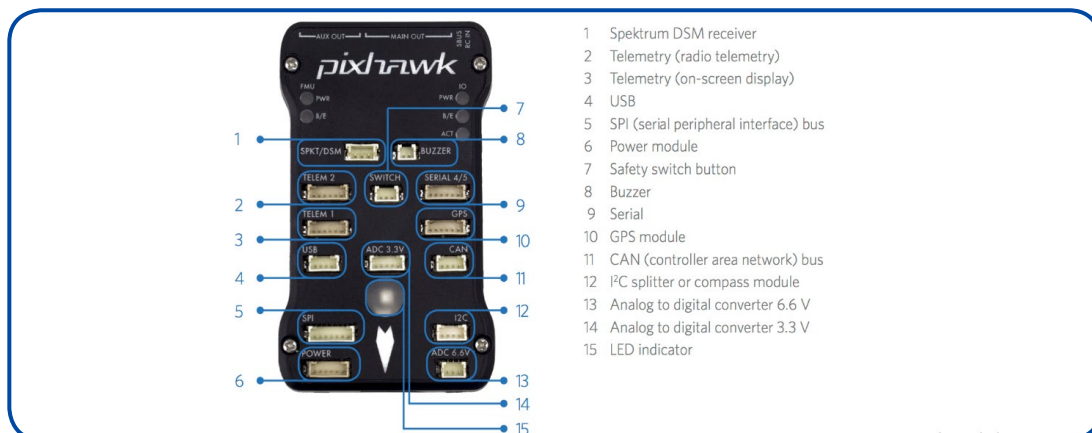 AUX OUT MAIN OUT SBUS RC IN
pixhawk
FMU IO
PWR PWR
B/E B/E
ACT
SPKT/DSM BUZZER
TELEM 2 SWITCH SERIAL 4/5
TELEM 1 GPS
USB ADC 3.3V CAN
SPI I2C
POWER ADC 6.6V
1
2
3
4
5
6
7
8
9
10
11
12
13
14
15
1 Spektrum DSM receiver
2 Telemetry (radio telemetry)
3 Telemetry (on-screen display)
4 USB
5 SPI (serial peripheral interface) bus
6 Power module
7 Safety switch button
8 Buzzer
9 Serial
10 GPS module
11 CAN (controller area network) bus
12 I²C splitter or compass module
13 Analog to digital converter 6.6 V
14 Analog to digital converter 3.3 V
15 LED indicator